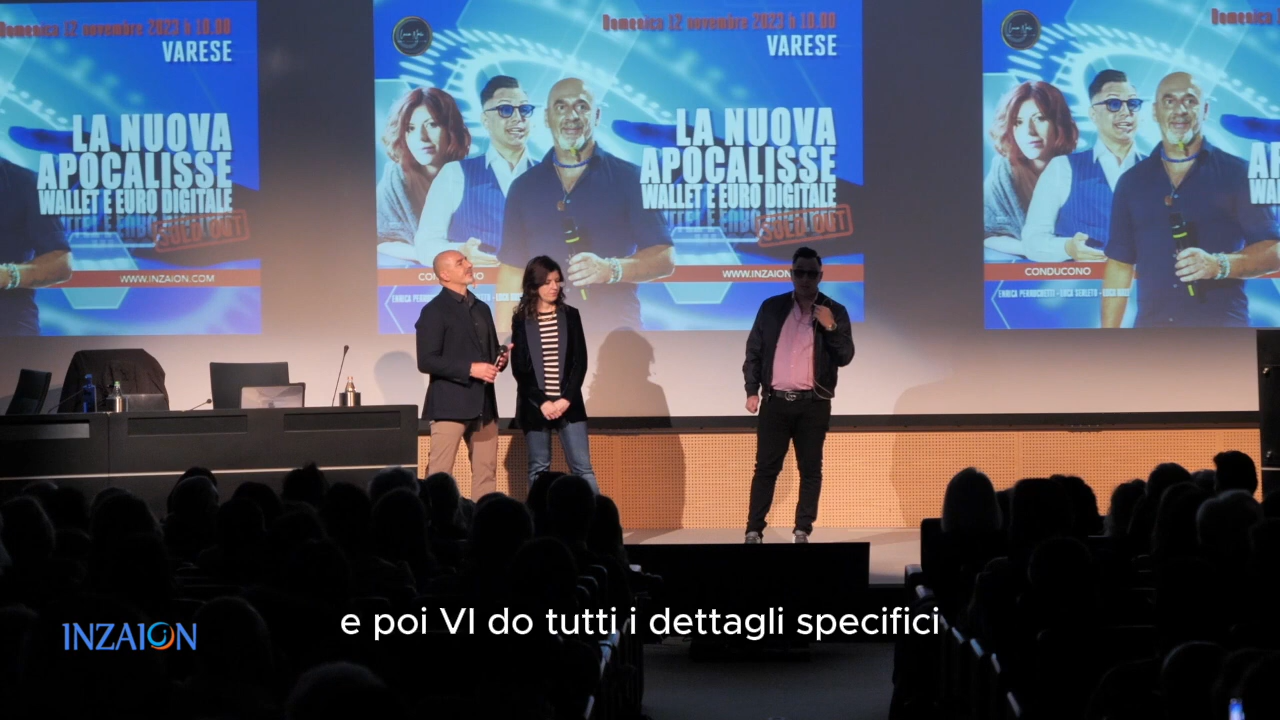 Domenica 12 novembre 2023 h 10.00
VARESE
LA NUOVA
APOCALISSE
WALLET E EURO DIGITALE
SOLD OUT
WWW.INZAION.COM
Domenica 12 novembre 2023 h 10.00
VARESE
LA NUOVA
APOCALISSE
WALLET E EURO DIGITALE
SOLD OUT
WWW.INZAION
CONDUCONO
e poi VI do tutti i dettagli specifici
INZAION